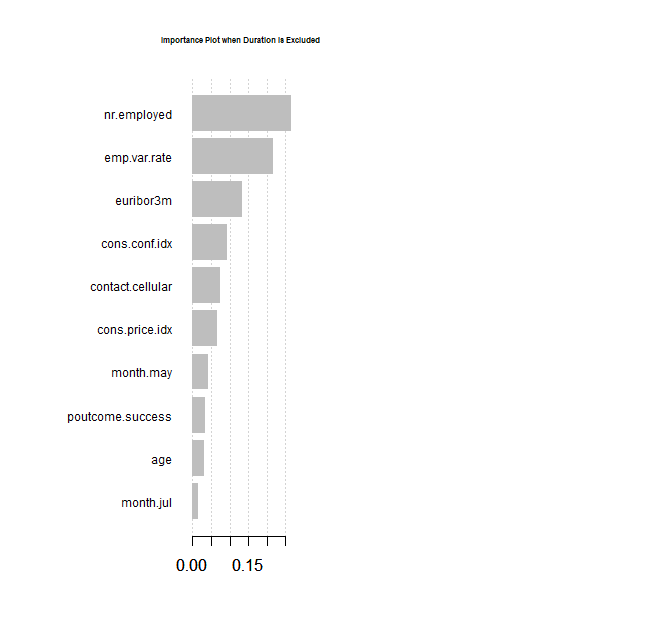 Importance Plot when Duration is Excluded
nr.employed
emp.var.rate
euribor3m
cons.conf.idx
contact.cellular
cons.price.idx
month.may
poutcome.success
age
month.jul
0.00 0.15